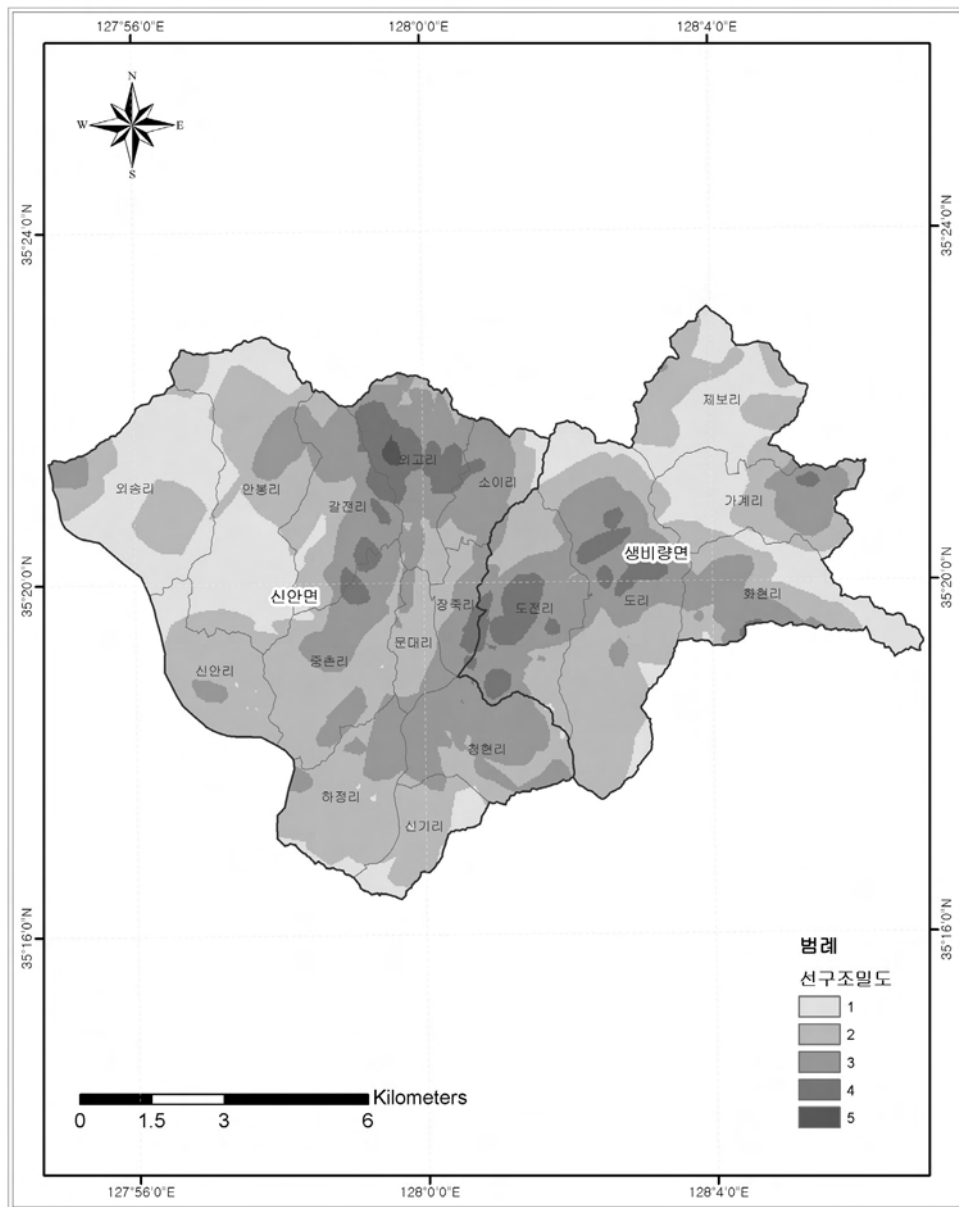 127°56'0"E
128°0'0"E
128°4'0"E
N
W
E
S
35°24'0"N
35°24'0"N
제보리
외고리
외송리
안봉리
소이리
갈전리
가계리
생비량면
35°20'0"N
35°20'0"N
신안면
장죽리
도전리
도리
화현리
문대리
중촌리
신안리
청현리
하정리
신기리
35°16'0"N
35°16'0"N
범례
선구조밀도
1
2
3
4
5
Kilometers
0
1.5
3
6
127°56'0"E
128°0'0"E
128°4'0"E